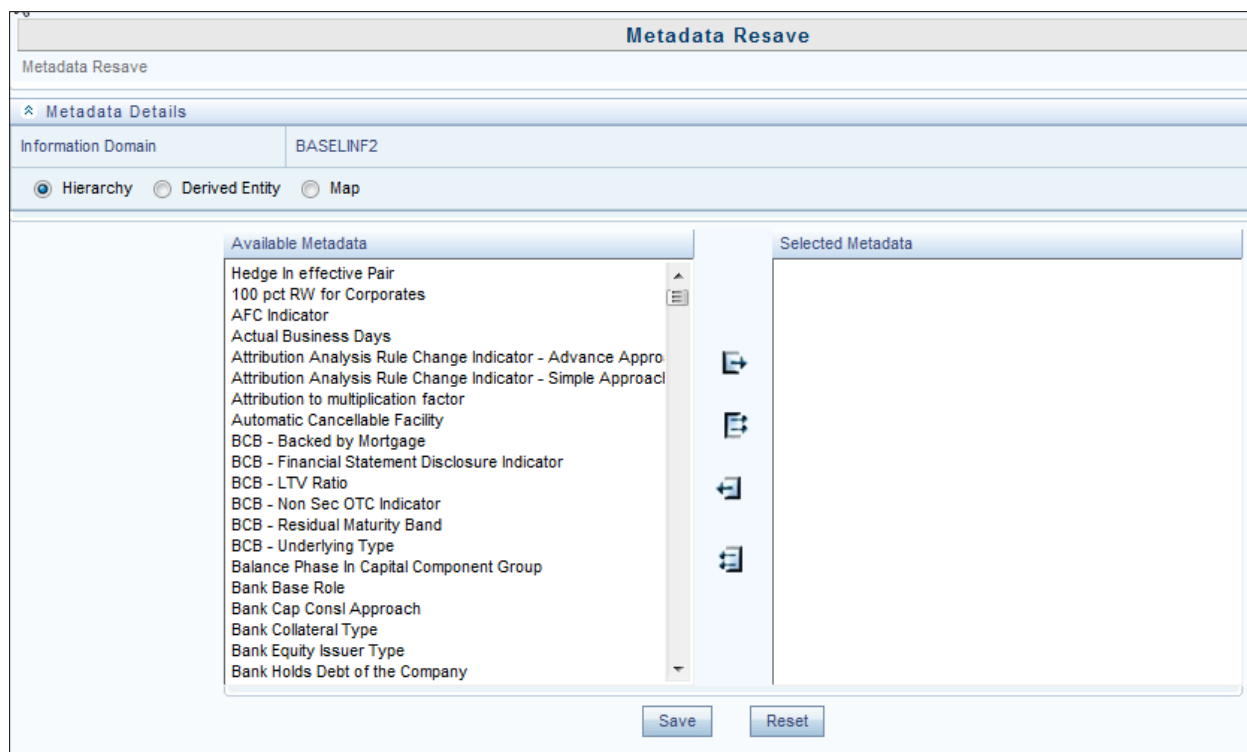 Metadata Resave
Metadata Resave
Metadata Details
Information Domain BASELINF2
Hierarchy Derived Entity Map
Available Metadata Selected Metadata
Hedge In effective Pair
100 pct RW for Corporates
AFC Indicator
Actual Business Days
Attribution Analysis Rule Change Indicator - Advance Appro
Attribution Analysis Rule Change Indicator - Simple Approach
Attribution to multiplication factor
Automatic Cancellable Facility
BCB - Backed by Mortgage
BCB - Financial Statement Disclosure Indicator
BCB - LTV Ratio
BCB - Non Sec OTC Indicator
BCB - Residual Maturity Band
BCB - Underlying Type
Balance Phase In Capital Component Group
Bank Base Role
Bank Cap Consl Approach
Bank Collateral Type
Bank Equity Issuer Type
Bank Holds Debt of the Company
Save Reset